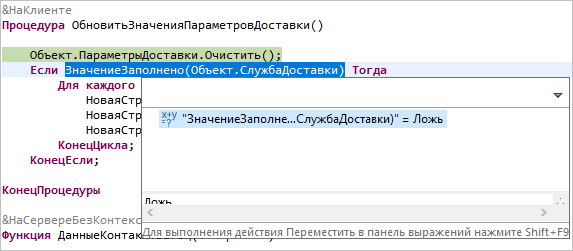 &НаКлиенте
Процедура ОбновитьЗначенияПараметровДоставки()
Объект.ПараметрыДоставки.Очистить();
Если ЗначениеЗаполнено(Объект.СлужбаДоставки) Тогда
Для каждого
НоваяСтр
НоваяСтр
НоваяСтр
КонецЦикла;
КонецЕсли;
КонецПроцедуры
&НаСервереБезКонтекс
Функция ДанныеКонтак
x+y=? "ЗначениеЗаполне...СлужбаДоставки)" = Ложь
Ложь
Для выполнения действия Переместить в панель выражений нажмите Shift+F9